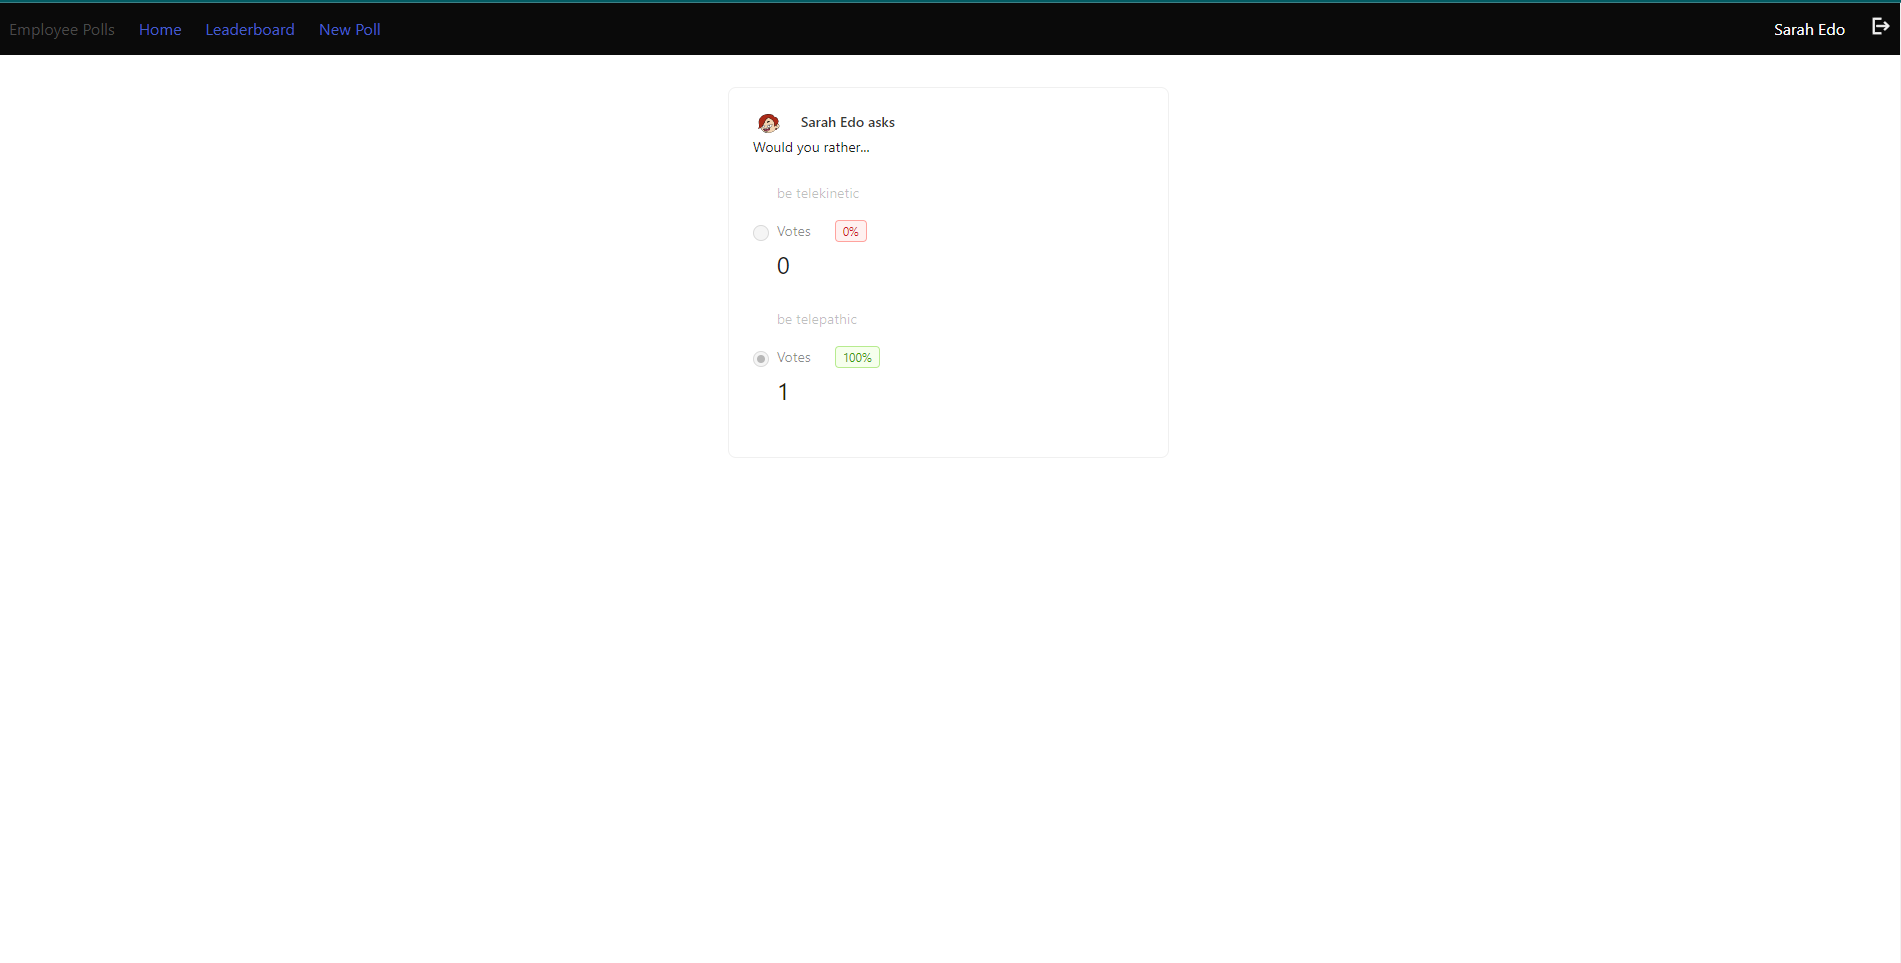 Employee Polls Home Leaderboard New Poll Sarah Edo
Sarah Edo asks
Would you rather...
be telekinetic
Votes 0%
0
be telepathic
Votes 100%
1